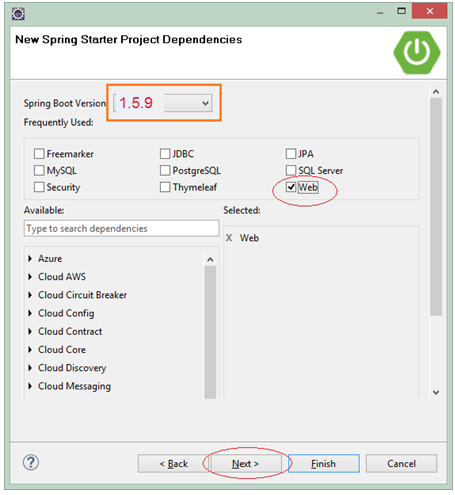 New Spring Starter Project Dependencies
Spring Boot Version 1.5.9
Frequently Used:
Freemarker JDBC JPA
MySQL PostgreSQL SQL Server
Security Thymeleaf Web
Available: Selected:
Type to search dependencies
X Web
Azure
Cloud AWS
Cloud Circuit Breaker
Cloud Config
Cloud Contract
Cloud Core
Cloud Discovery
Cloud Messaging
? < Back Next > Finish Cancel